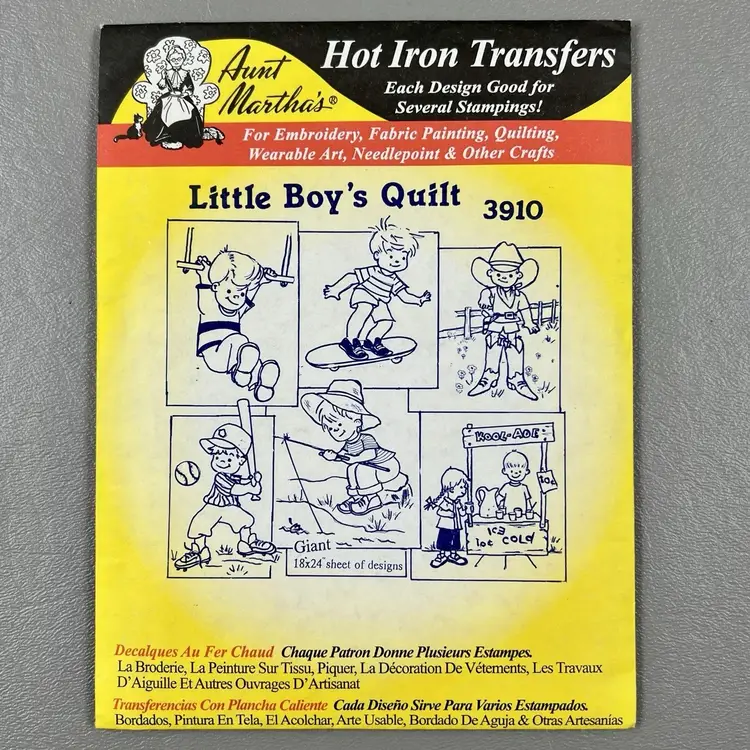 Aunt
Martha's®
Hot Iron Transfers
Each Design Good for
Several Stampings!
For Embroidery, Fabric Painting, Quilting,
Wearable Art, Needlepoint & Other Crafts
Little Boy's Quilt
3910
KOOL-ADE
10¢
ICE
10¢ COLD
Giant
18"x24" sheet of designs
Decalques Au Fer Chaud Chaque Patron Donne Plusieurs Estampes.
La Broderie, La Peinture Sur Tissu, Piquer, La Décoration De Vétements, Les Travaux
D'Aiguille Et Autres Ouvrages D'Artisanat
Transferencias Con Plancha Caliente Cada Diseño Sirve Para Varios Estampados.
Bordados, Pintura En Tela, El Acolchar, Arte Usable, Bordado De Aguja & Otras Artesanías